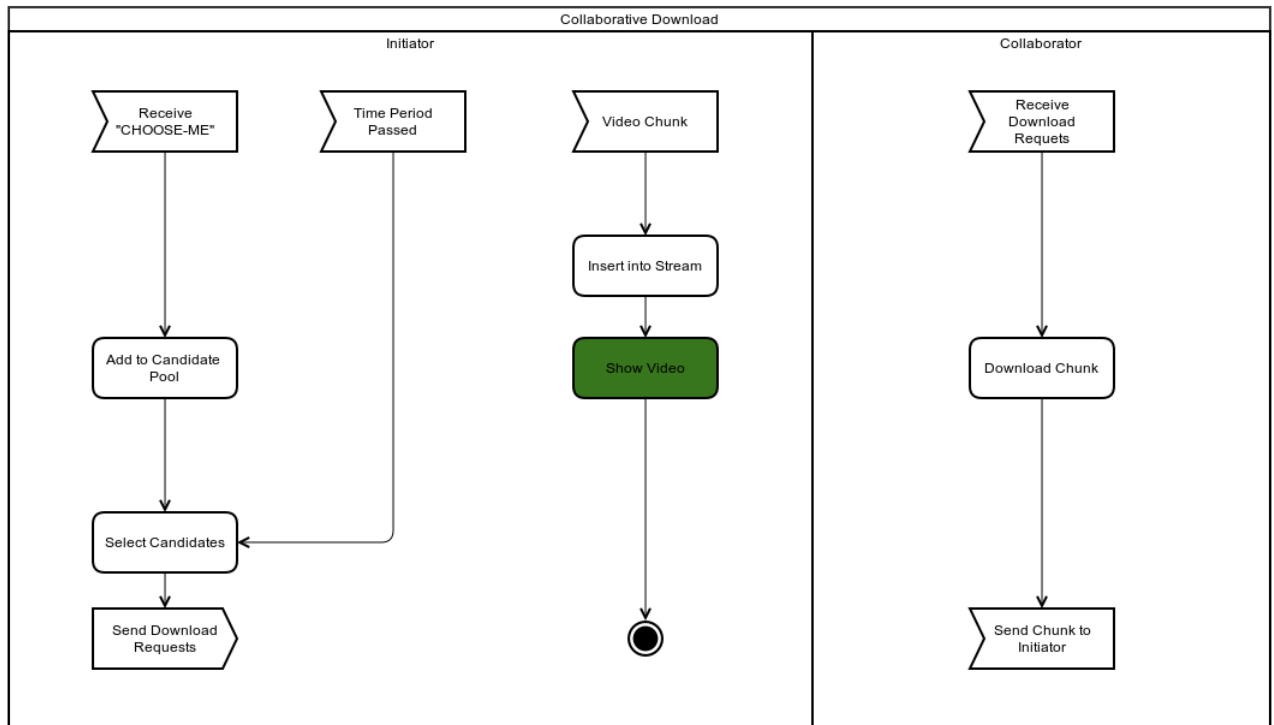 Collaborative Download
Initiator
Collaborator
Receive
"CHOOSE-ME"
Time Period
Passed
Video Chunk
Receive
Download
Requets
Insert into Stream
Add to Candidate
Pool
Show Video
Download Chunk
Select Candidates
Send Download
Requests
Send Chunk to
Initiator